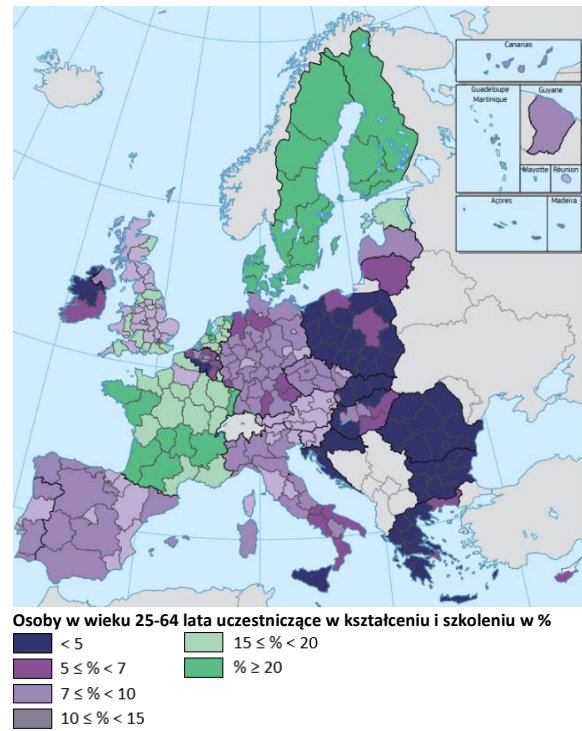 Canarias
Guadeloupe
Martinique
Guyane
Mayotte
Réunion
Açores
Madeira
Osoby w wieku 25-64 lata uczestniczące w kształceniu i szkoleniu w %
< 5
5 ≤ % < 7
7 ≤ % < 10
10 ≤ % < 15
15 ≤ % < 20
% ≥ 20